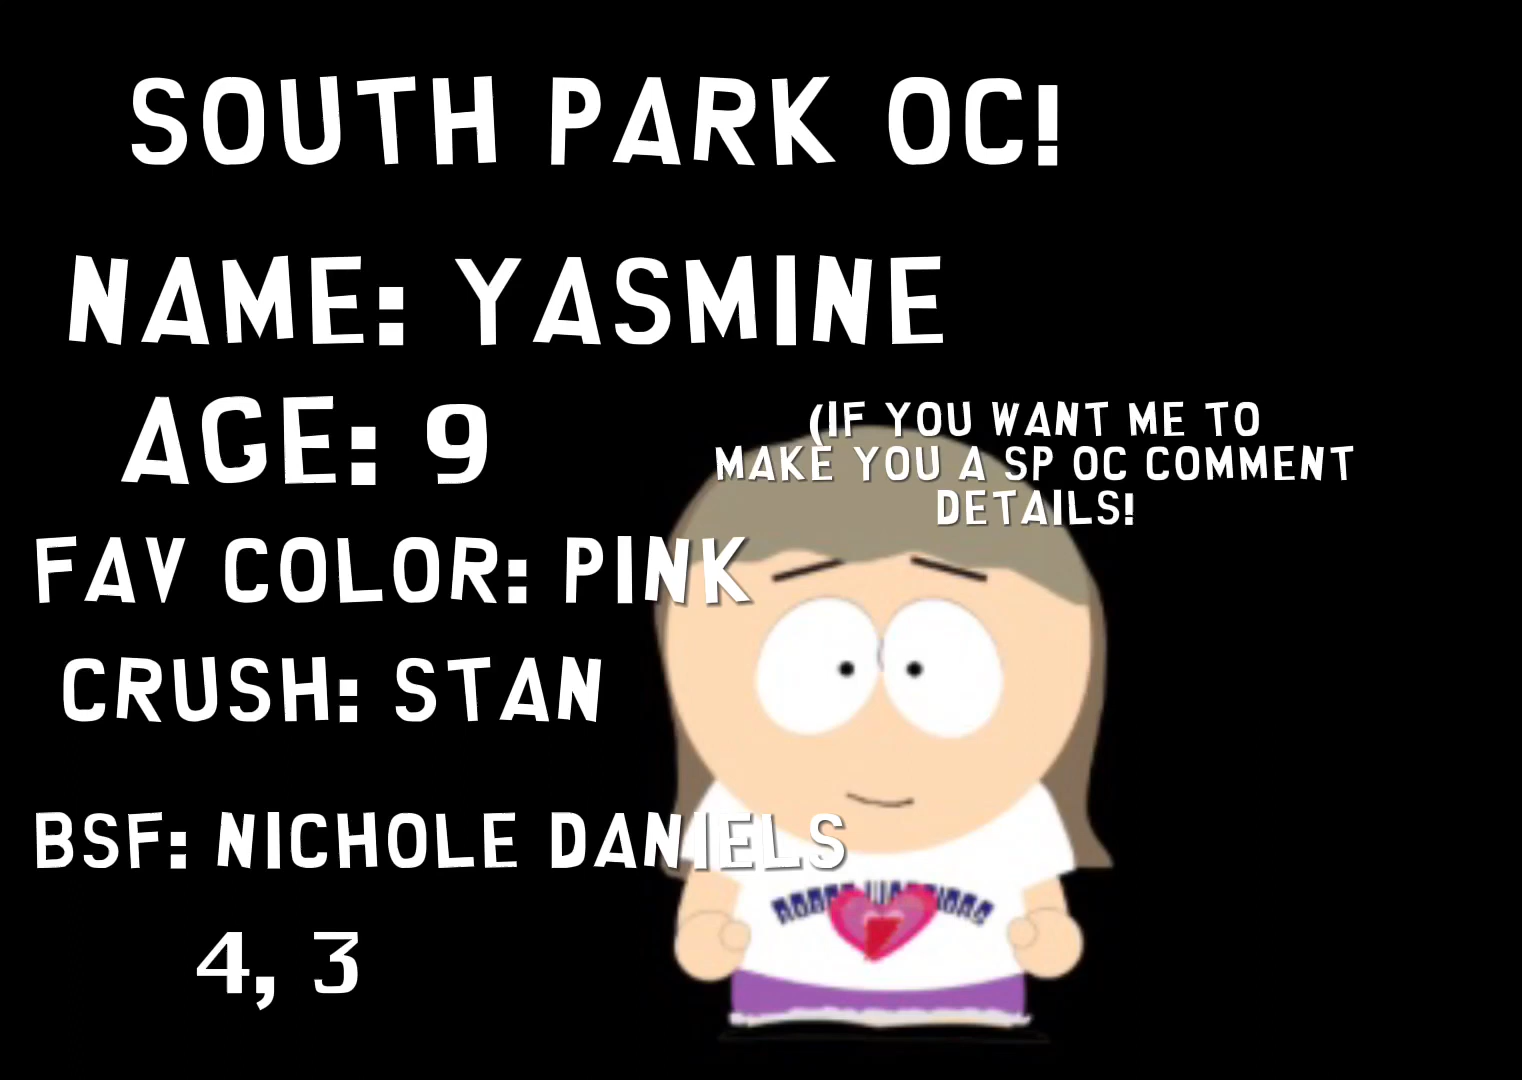 SOUTH PARK OC!
NAME: YASMINE
AGE: 9
(IF YOU WANT ME TO
MAKE YOU A SP OC COMMENT
DETAILS!
FAV COLOR: PINK
CRUSH: STAN
BSF: NICHOLE DANIELS
4, 3